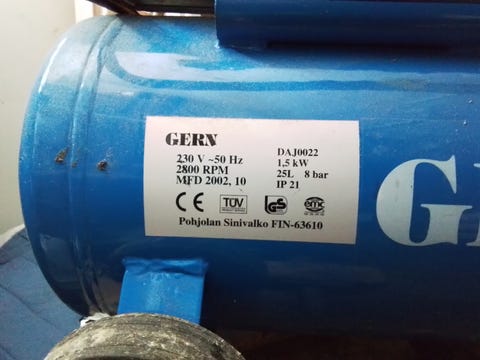 GERN
230 V ~50 Hz DAJ0022
2800 RPM 1,5 kW
MFD 2002, 10 25L 8 bar
IP 21
CE TÜV GS
Pohjolan Sinivalko FIN-63610